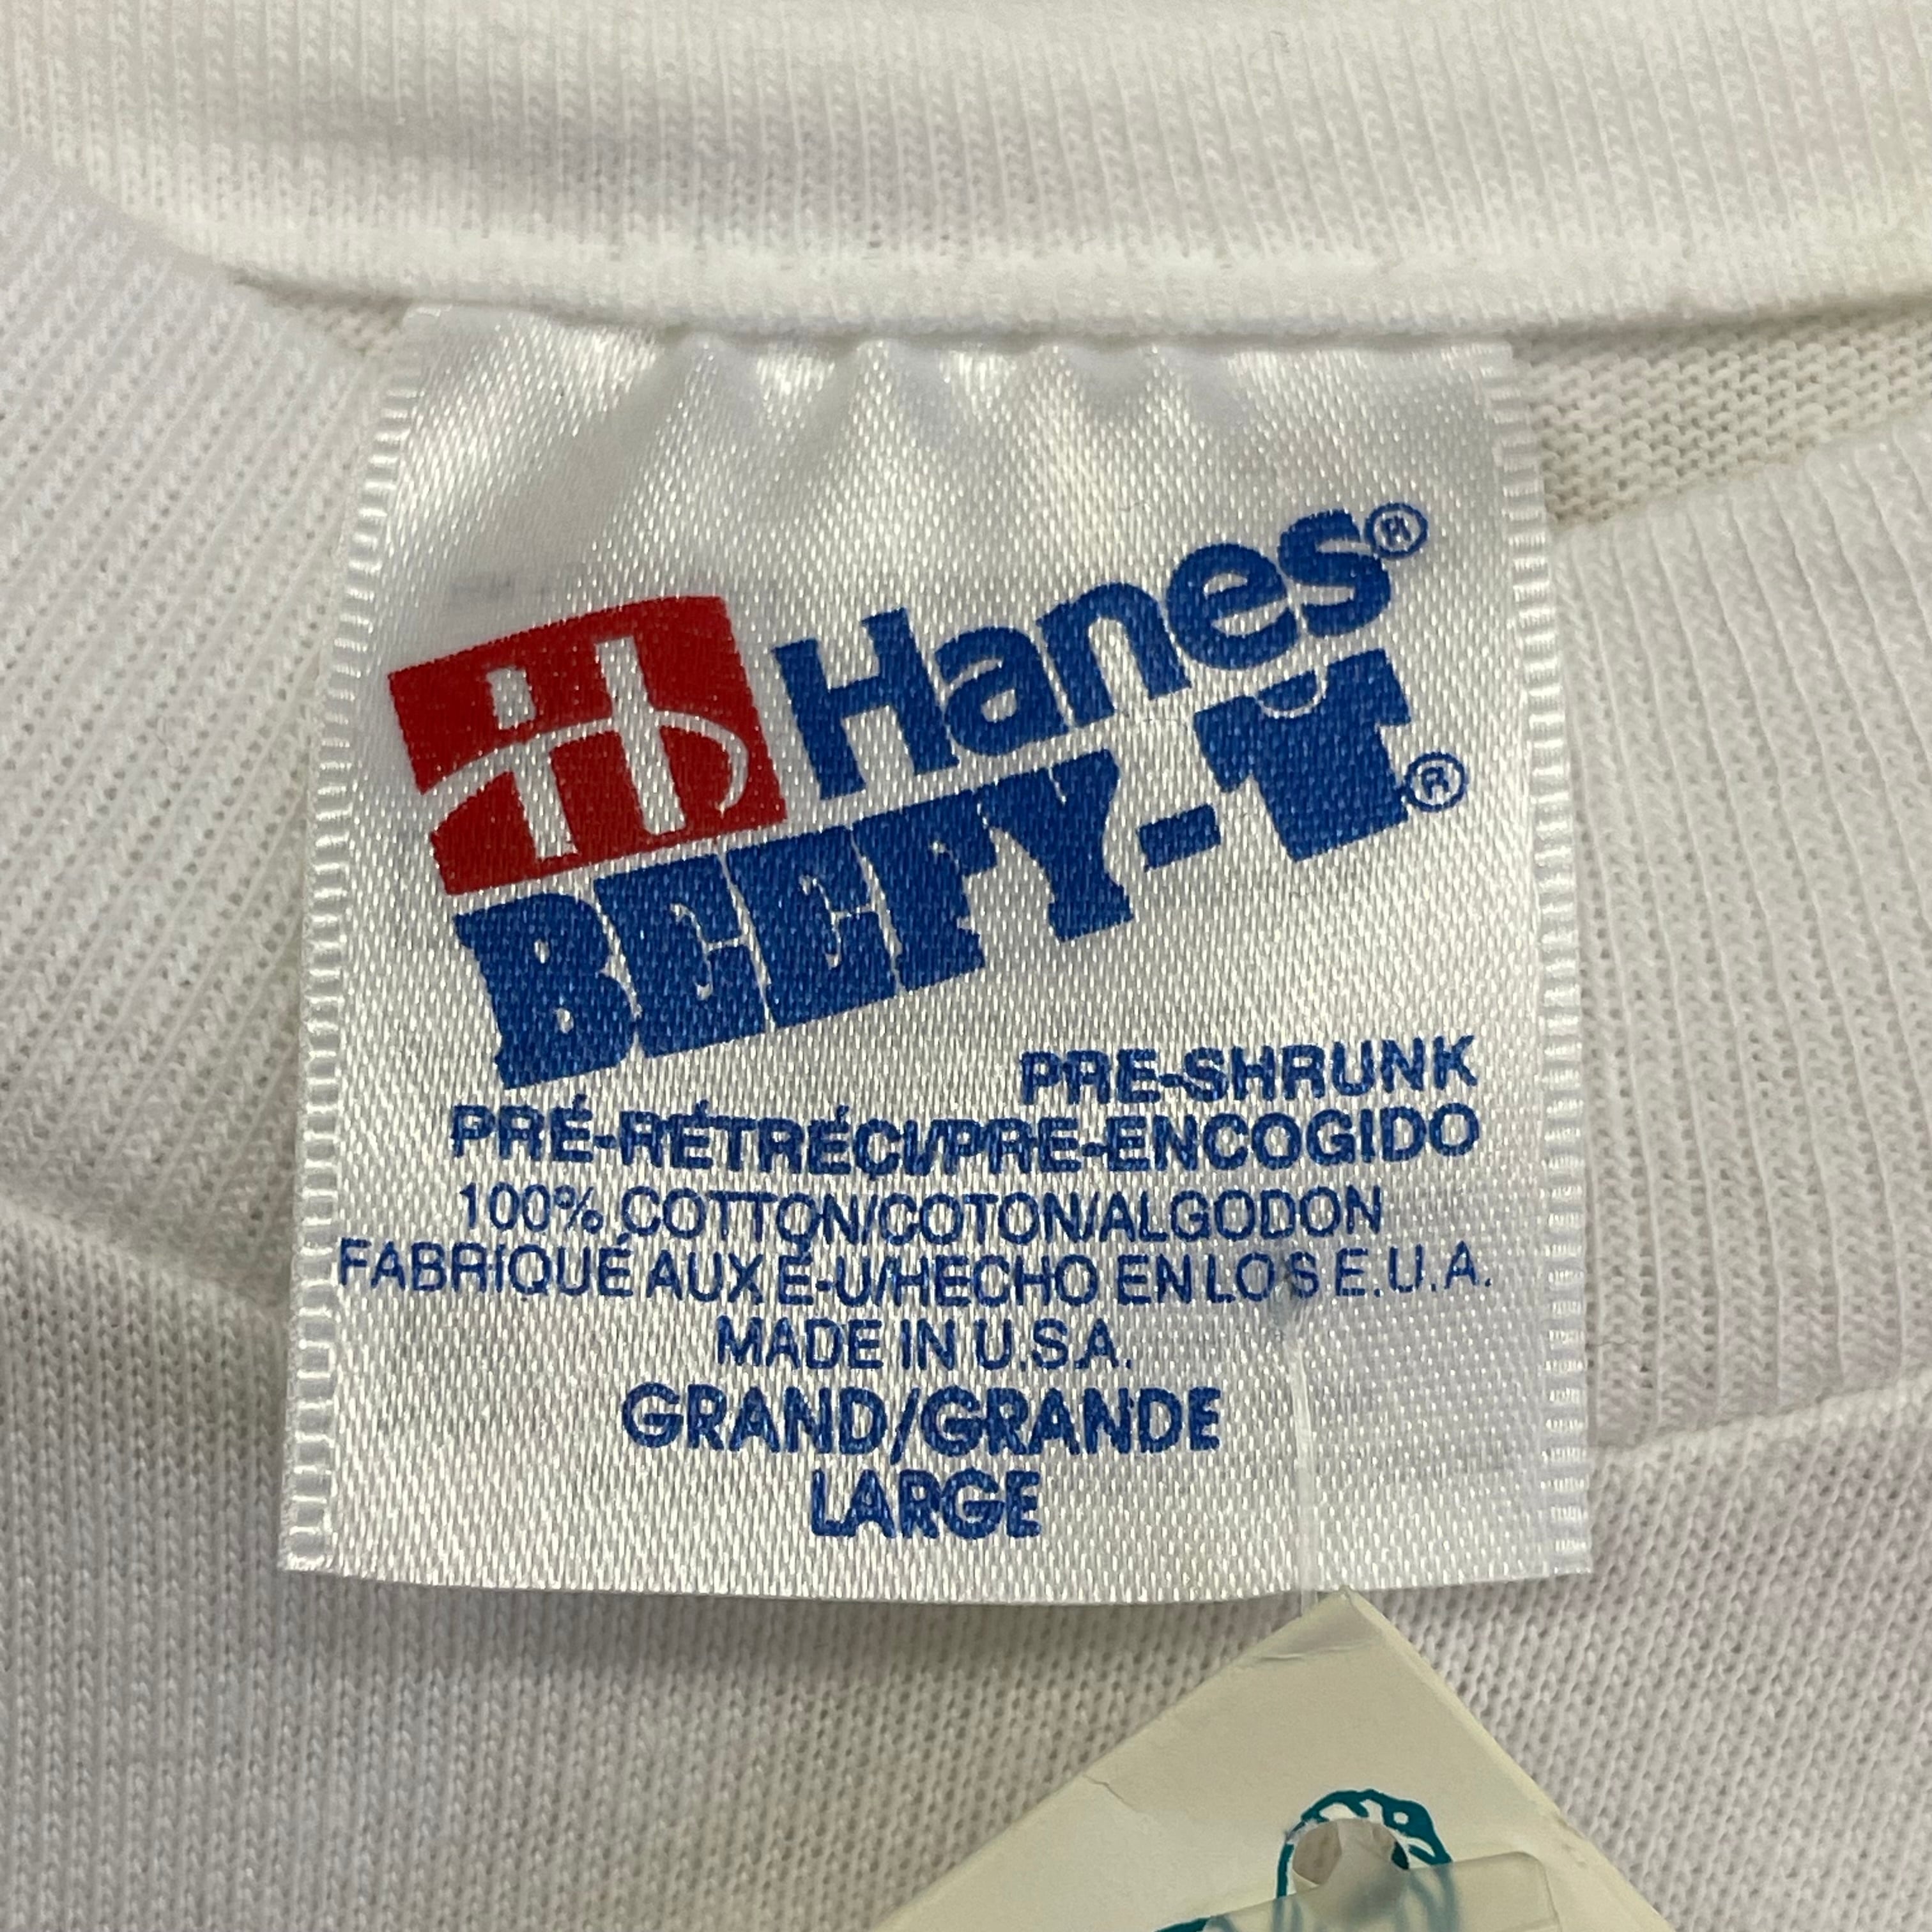 Hanes®
BEEFY-T®
PRE-SHRUNK
PRÉ-RÉTRÉCI/PRE-ENCOGIDO
100% COTTON/COTON/ALGODON
FABRIQUÉ AUX É-U/HECHO EN LOS E.U.A.
MADE IN U.S.A.
GRAND/GRANDE
LARGE